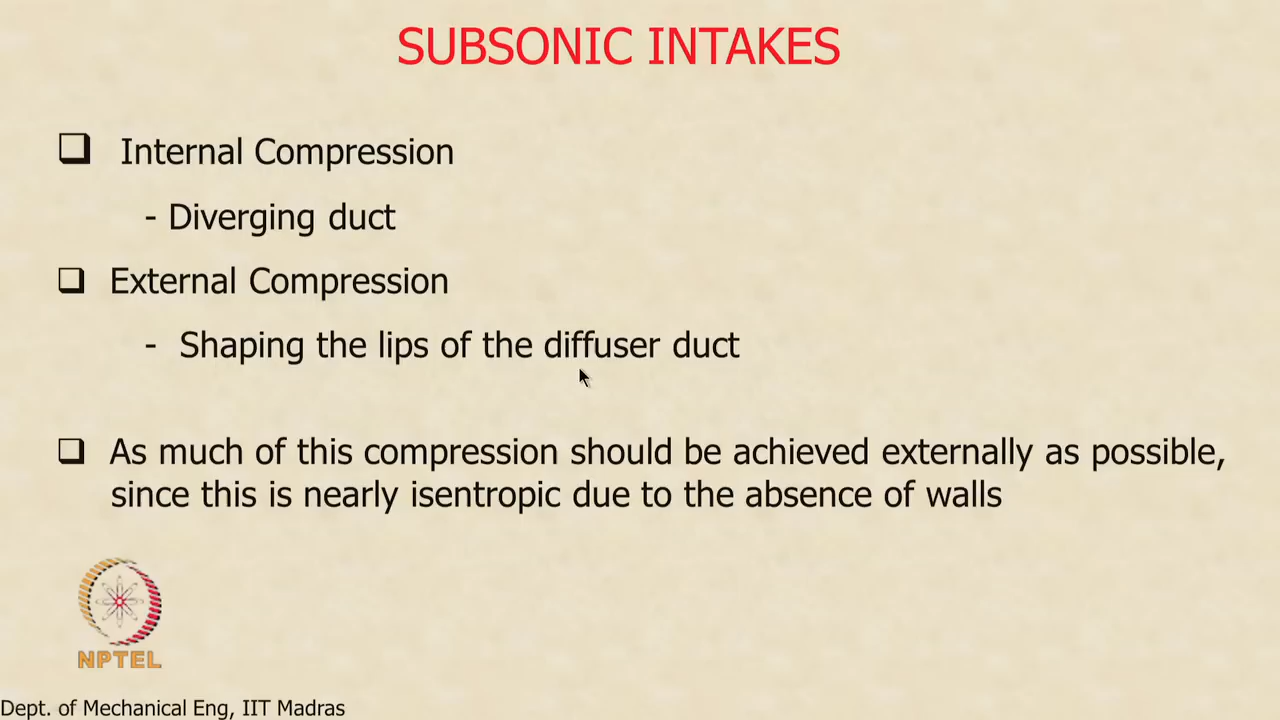 SUBSONIC INTAKES
❑ Internal Compression
- Diverging duct
❑ External Compression
- Shaping the lips of the diffuser duct
❑ As much of this compression should be achieved externally as possible,
since this is nearly isentropic due to the absence of walls
NPTEL
Dept. of Mechanical Eng, IIT Madras